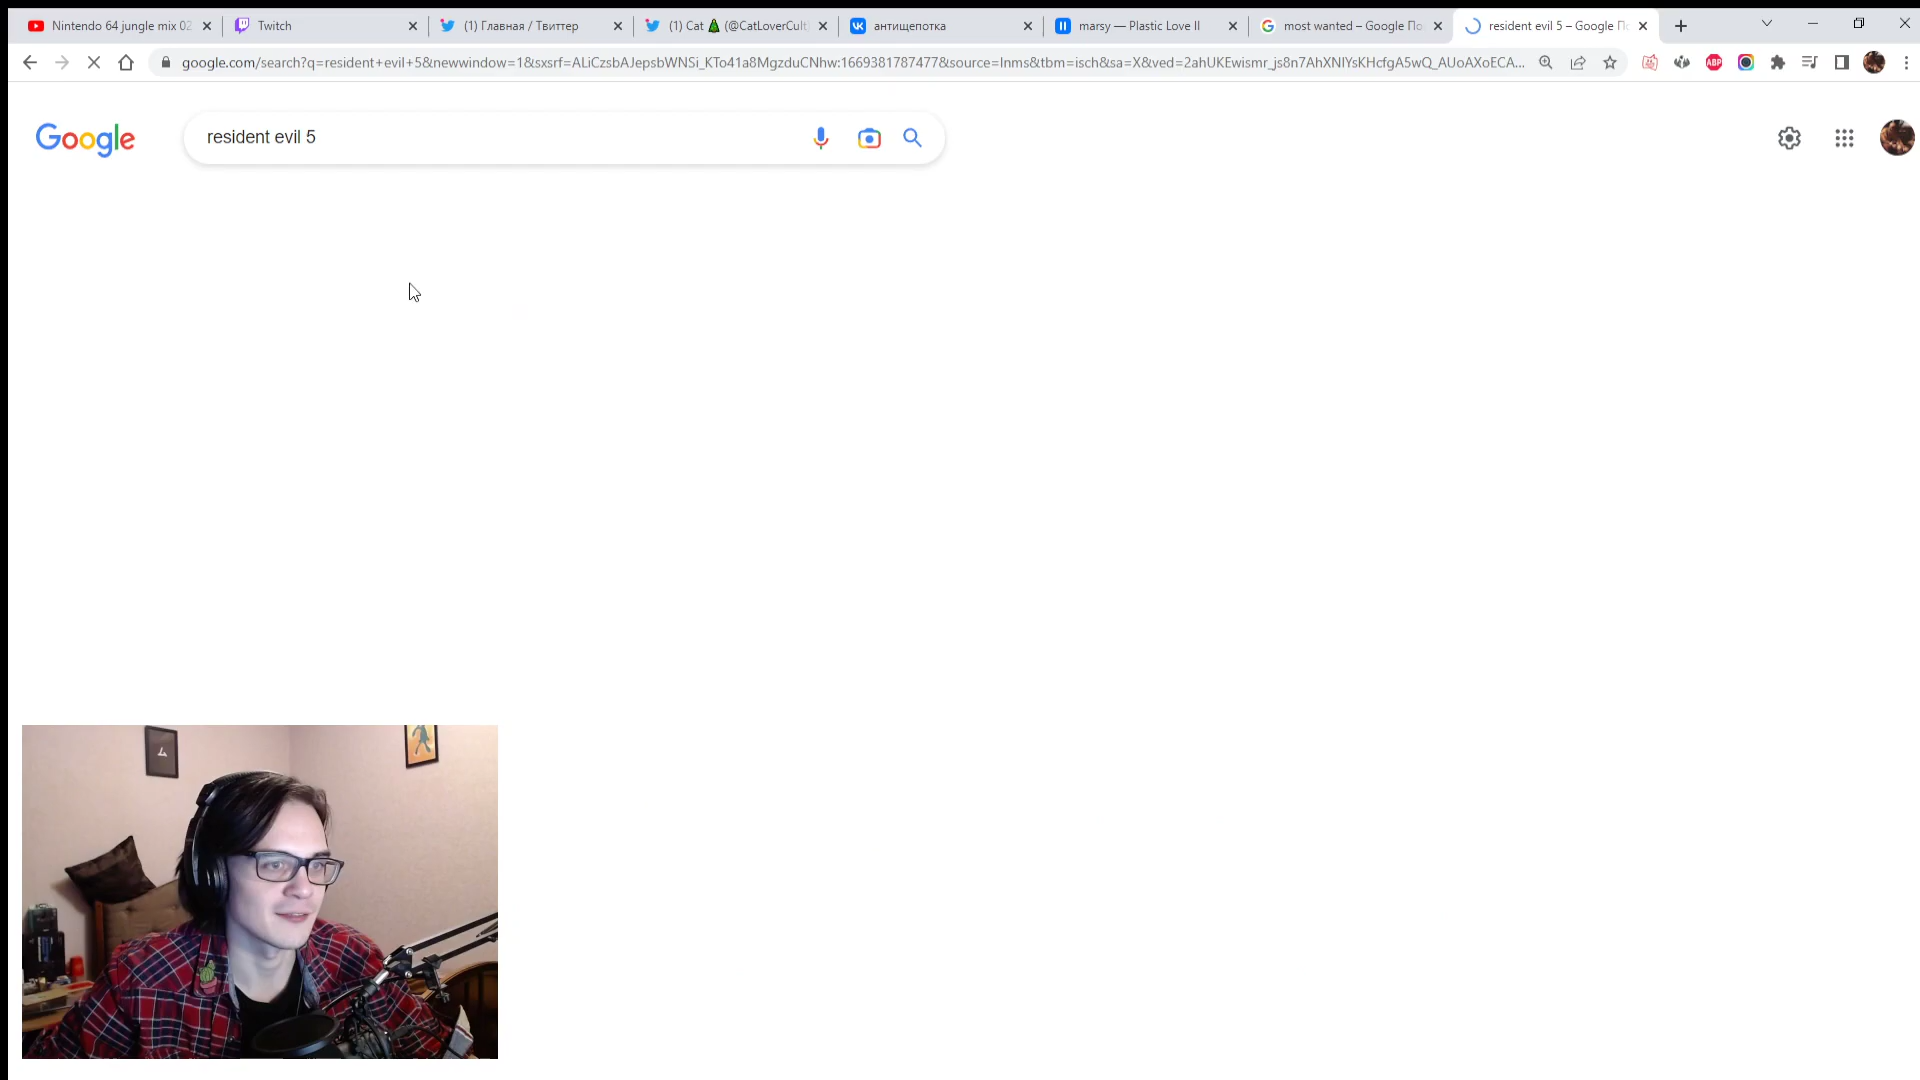 Nintendo 64 jungle mix 02
Twitch
(1) Главная / Твиттер
(1) Cat 🌲 (@CatLoverCult
антищепотка
marsy — Plastic Love II
most wanted – Google По
resident evil 5 – Google П
google.com/search?q=resident+evil+5&newwindow=1&sxsrf=ALiCzsbAJepsbWNSi_KTo41a8MgzduCNhw:1669381787477&source=lnms&tbm=isch&sa=X&ved=2ahUKEwismr_js8n7AhXNlYsKHcfgA5wQ_AUoAXoECA...
ABP
Google
resident evil 5